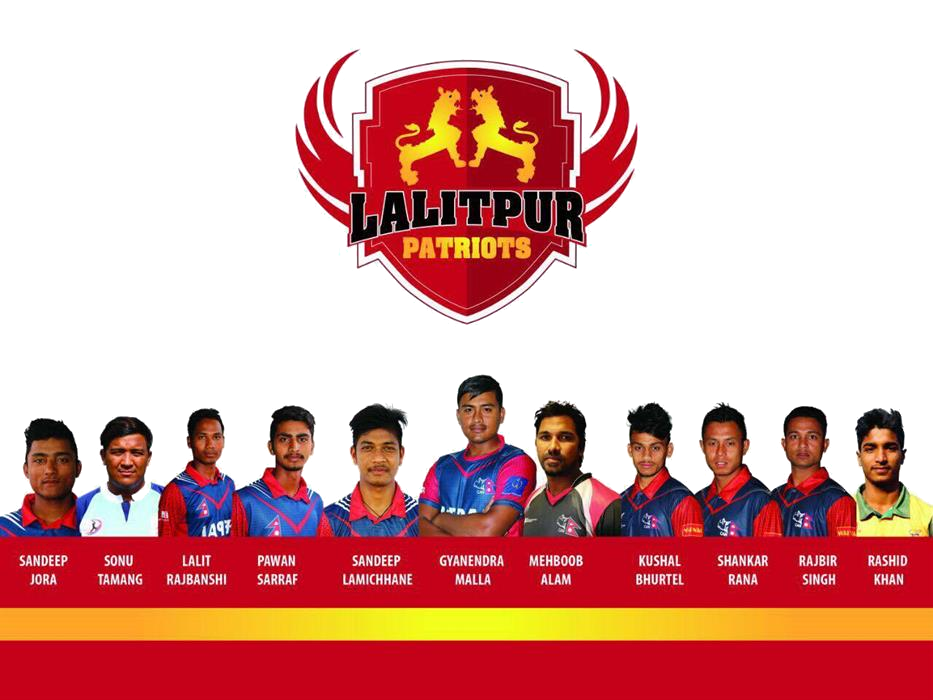 LALITPUR
PATRIOTS
SANDEEP JORA
SONU TAMANG
LALIT RAJBANSHI
PAWAN SARRAF
SANDEEP LAMICHHANE
GYANENDRA MALLA
MEHBOOB ALAM
KUSHAL BHURTEL
SHANKAR RANA
RAJBIR SINGH
RASHID KHAN